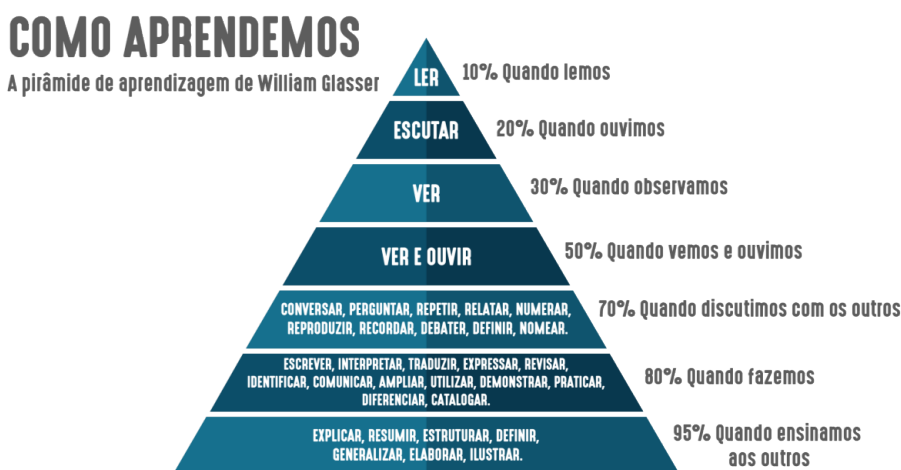 COMO APRENDEMOS
A pirâmide de aprendizagem de William Glasser
LER
10% Quando lemos
ESCUTAR
20% Quando ouvimos
VER
30% Quando observamos
VER E OUVIR
50% Quando vemos e ouvimos
CONVERSAR, PERGUNTAR, REPETIR, RELATAR, NUMERAR,
REPRODUZIR, RECORDAR, DEBATER, DEFINIR, NOMEAR.
70% Quando discutimos com os outros
ESCREVER, INTERPRETAR, TRADUZIR, EXPRESSAR, REVISAR,
IDENTIFICAR, COMUNICAR, AMPLIAR, UTILIZAR, DEMONSTRAR, PRATICAR,
DIFERENCIAR, CATALOGAR.
80% Quando fazemos
EXPLICAR, RESUMIR, ESTRUTURAR, DEFINIR,
GENERALIZAR, ELABORAR, ILUSTRAR.
95% Quando ensinamos
aos outros